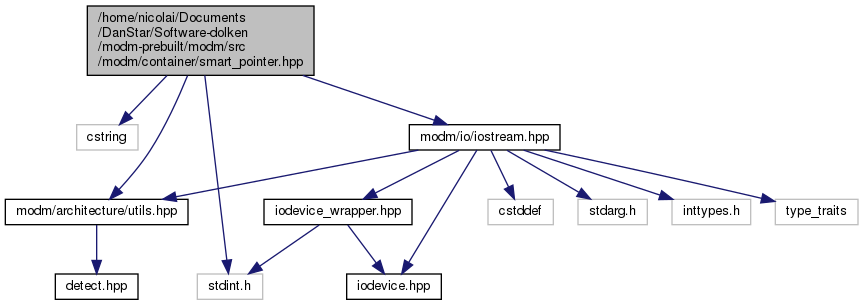 /home/nicolai/Documents
/DanStar/Software-dolken
/modm-prebuilt/modm/src
/modm/container/smart_pointer.hpp
cstring
modm/io/iostream.hpp
modm/architecture/utils.hpp
iodevice_wrapper.hpp
cstddef
stdarg.h
inttypes.h
type_traits
detect.hpp
stdint.h
iodevice.hpp